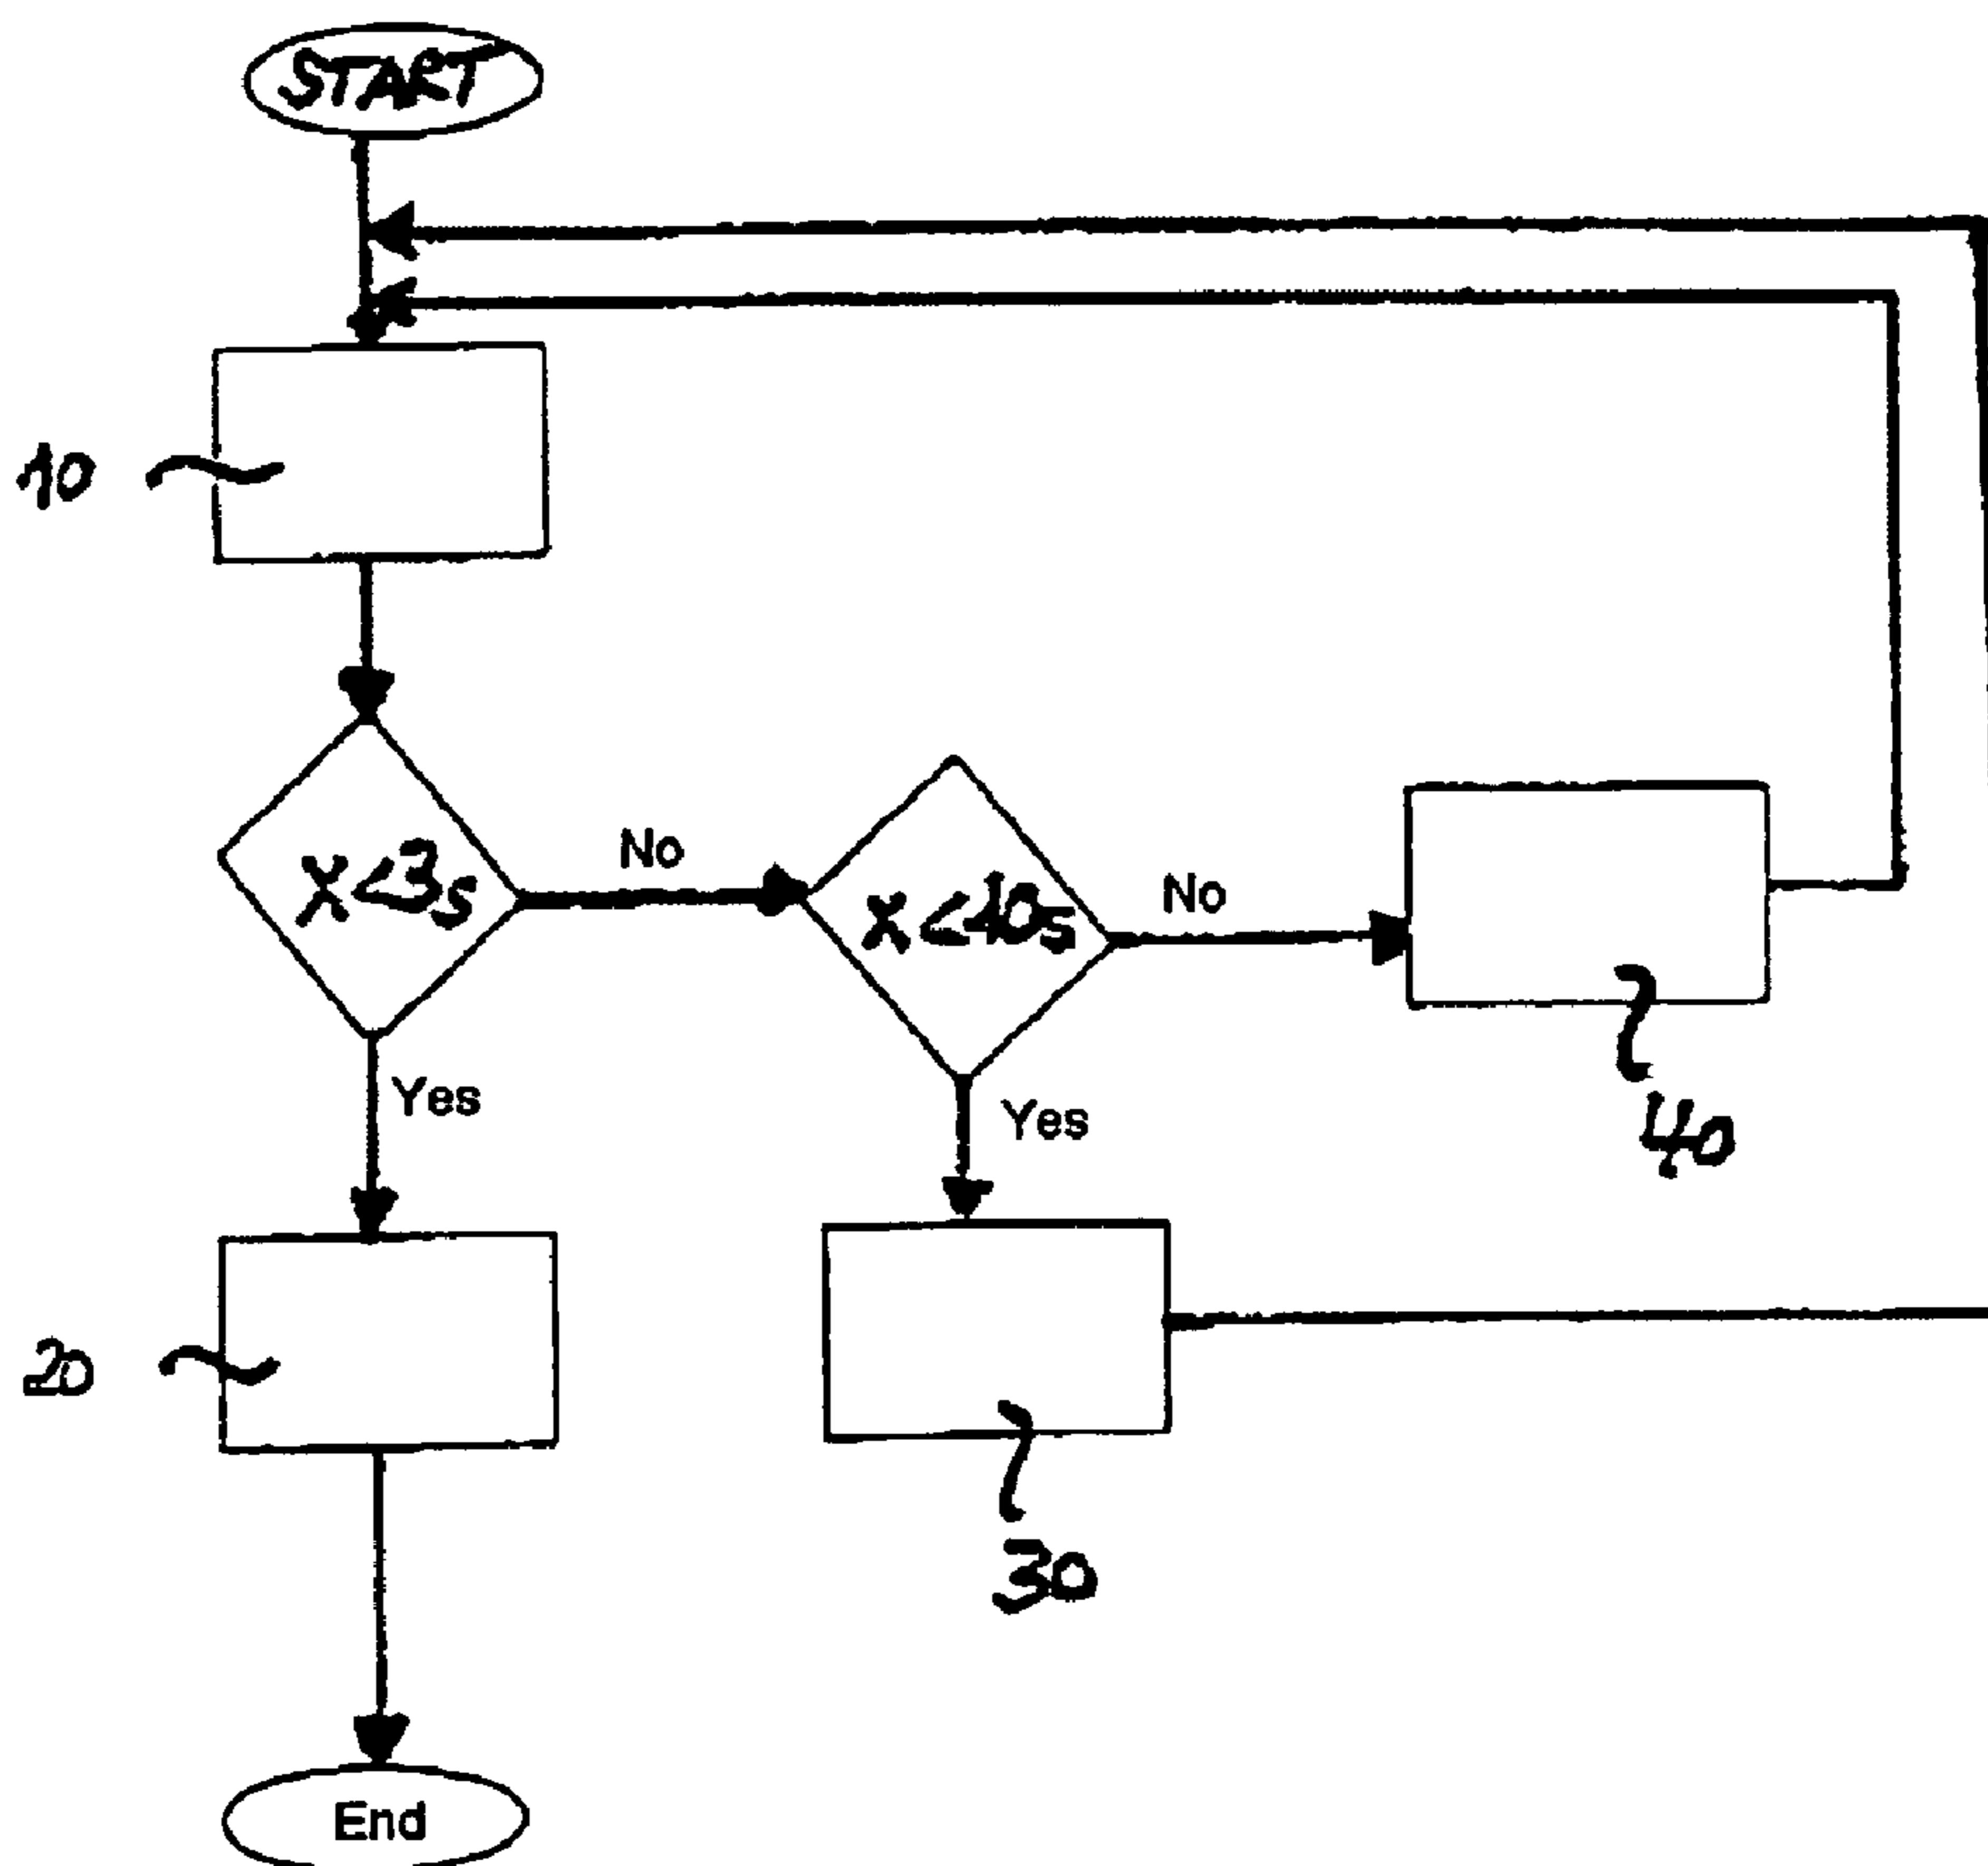 START
10
X<3s
No
X<10s
No
Yes
Yes
40
20
30
End